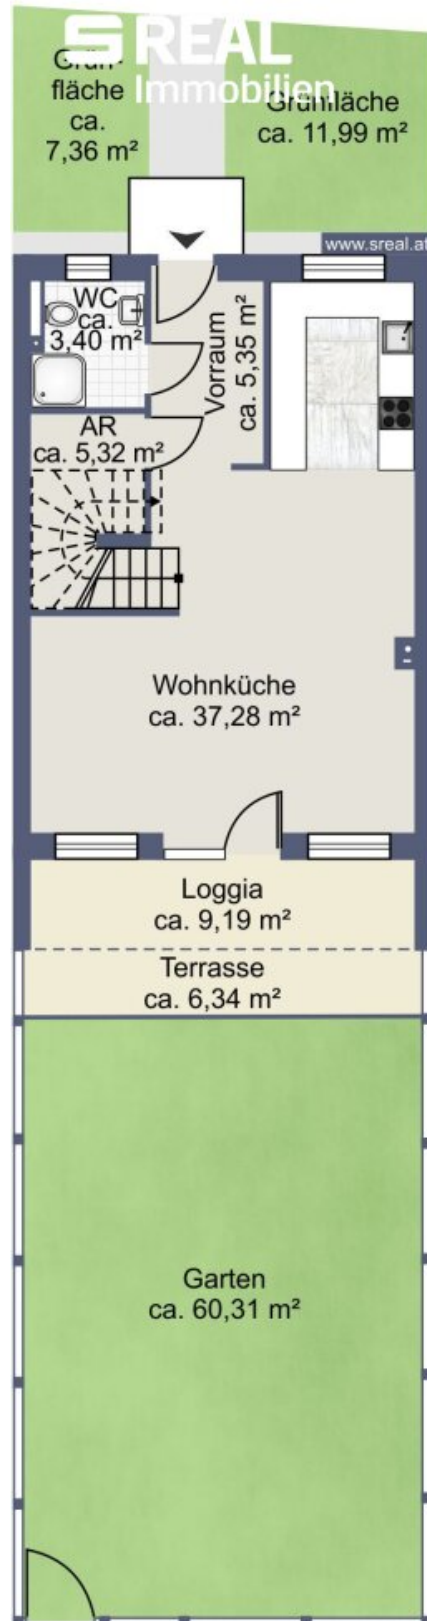 S REAL
Immobilien
Grün-
fläche
ca.
7,36 m²
Grünfläche
ca. 11,99 m²
www.sreal.at
WC
ca.
3,40 m²
Vorraum
ca. 5,35 m²
AR
ca. 5,32 m²
Wohnküche
ca. 37,28 m²
Loggia
ca. 9,19 m²
Terrasse
ca. 6,34 m²
Garten
ca. 60,31 m²